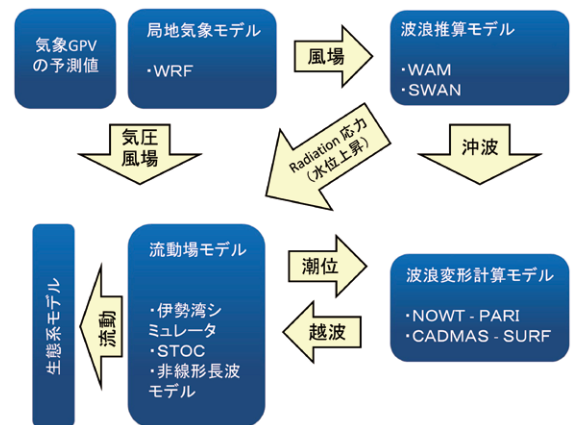 気象GPV
の予測値
局地気象モデル
・WRF
風場
波浪推算モデル
・WAM
・SWAN
気圧
風場
Radiation 応力
(水位上昇)
沖波
生態系モデル
流動
流動場モデル
・伊勢湾シ
ミュレータ
・STOC
・非線形長波
モデル
潮位
越波
波浪変形計算モデル
・NOWT - PARI
・CADMAS - SURF